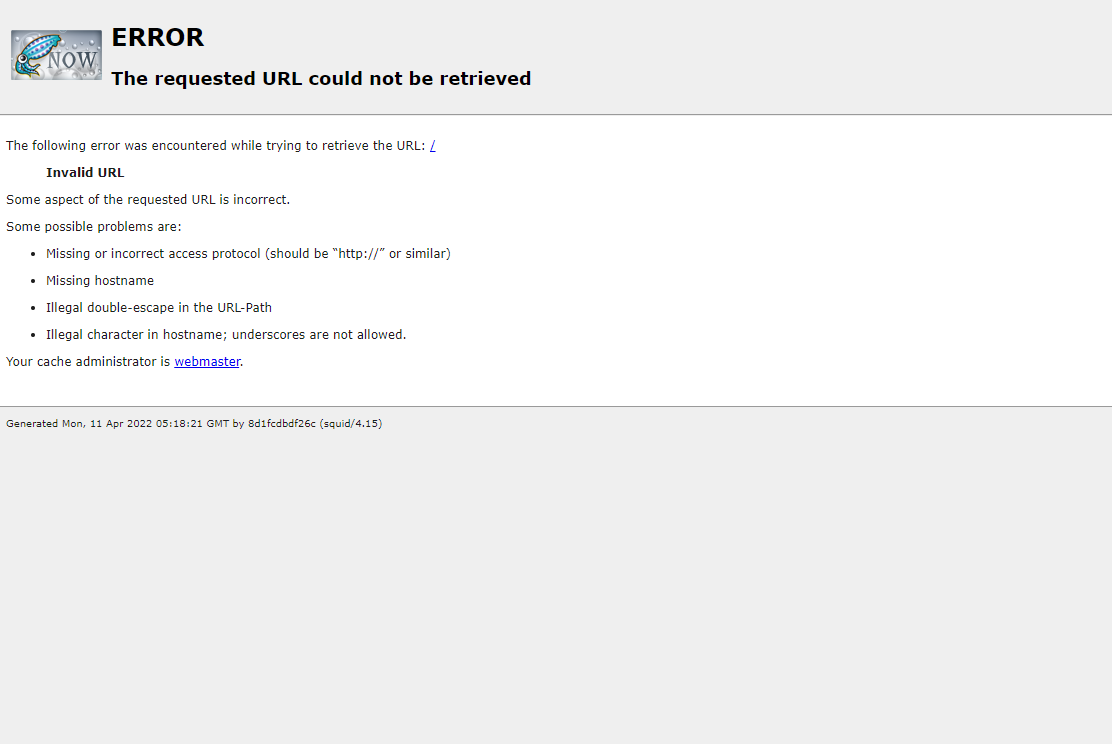 NOW
ERROR
The requested URL could not be retrieved
The following error was encountered while trying to retrieve the URL: /
Invalid URL
Some aspect of the requested URL is incorrect.
Some possible problems are:
• Missing or incorrect access protocol (should be “http://” or similar)
• Missing hostname
• Illegal double-escape in the URL-Path
• Illegal character in hostname; underscores are not allowed.
Your cache administrator is webmaster.
Generated Mon, 11 Apr 2022 05:18:21 GMT by 8d1fcdbdf26c (squid/4.15)